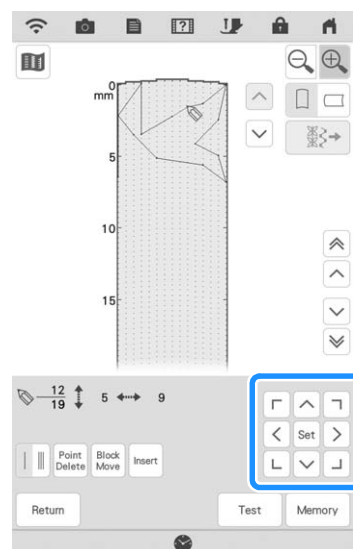 0
mm
5
10
15
12
19
5
9
Set
Point
Delete
Block
Move
Insert
Return
Test
Memory